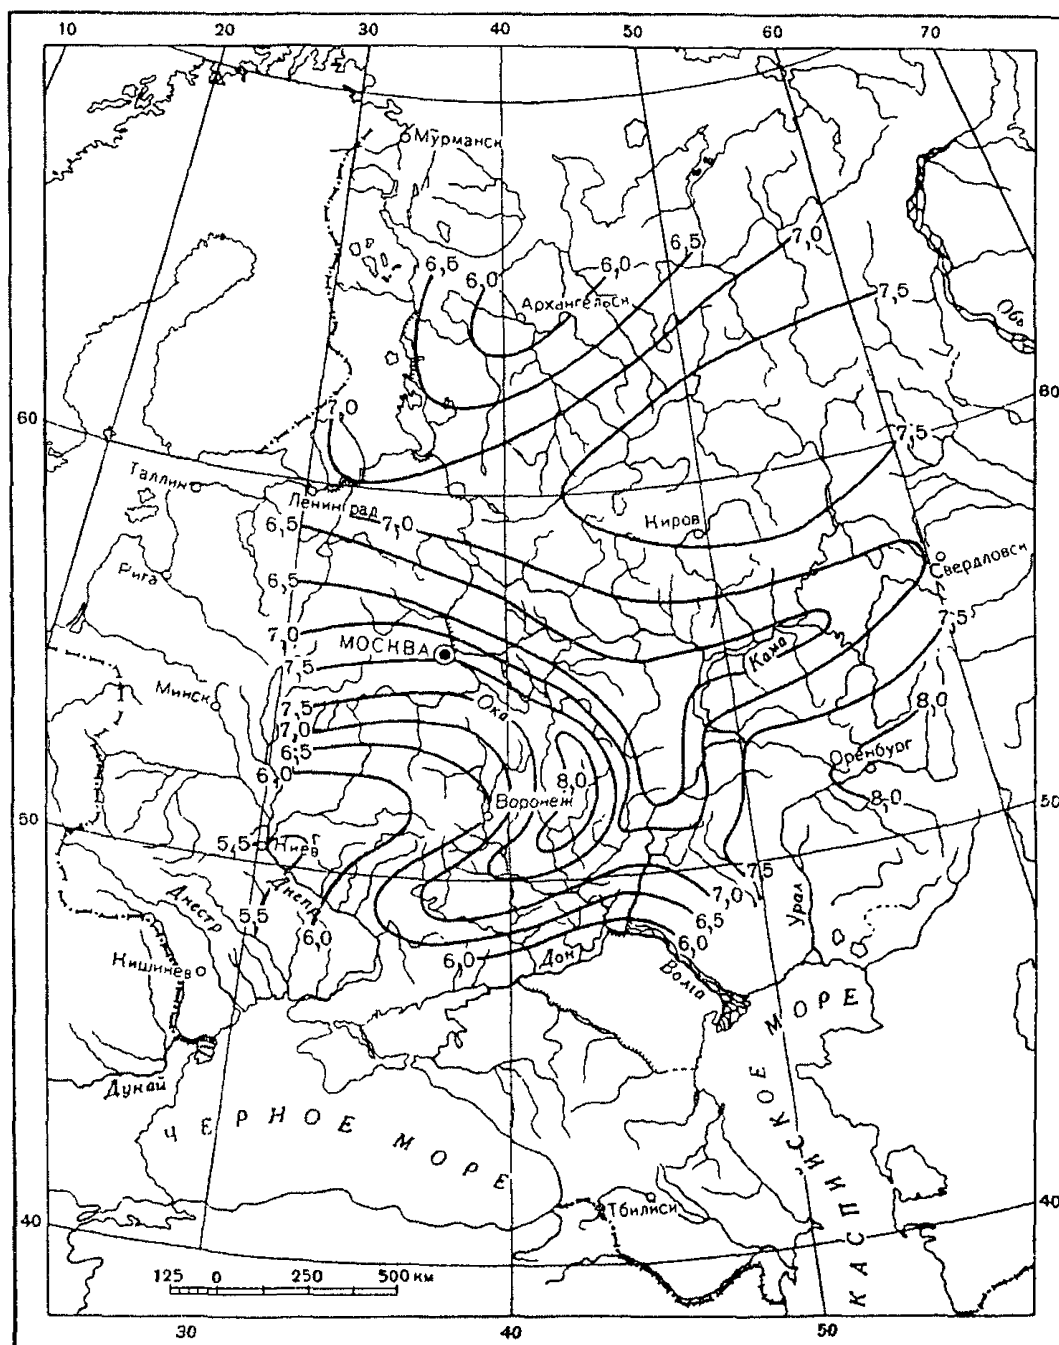 10 20 30 40 50 60 70
Мурманск
7,0
6,5
6,5
6,0
6,0
Архангельск
7,5
Обь
60
60
7,0
7,5
Таллин
Ленинград
7,0
6,5
Киров
Свердловск
Рига
6,5
7,0
7,5
МОСКВА
7,5
Кама
Минск
7,5
Ока
8,0
7,0
6,5
Оренбург
6,0
8,0
8,0
Воронеж
50
50
5,5
Киев
7,5
Днепр
7,0
Днестр
5,5
6,0
6,5
Урал
6,0
6,0
Дон
Кишинев
Волга
МОРЕ
Дунай
ЧЕРНОЕ МОРЕ
КАСПИЙСКОЕ
40
40
Тбилиси
125 0 250 500 км
30 40 50